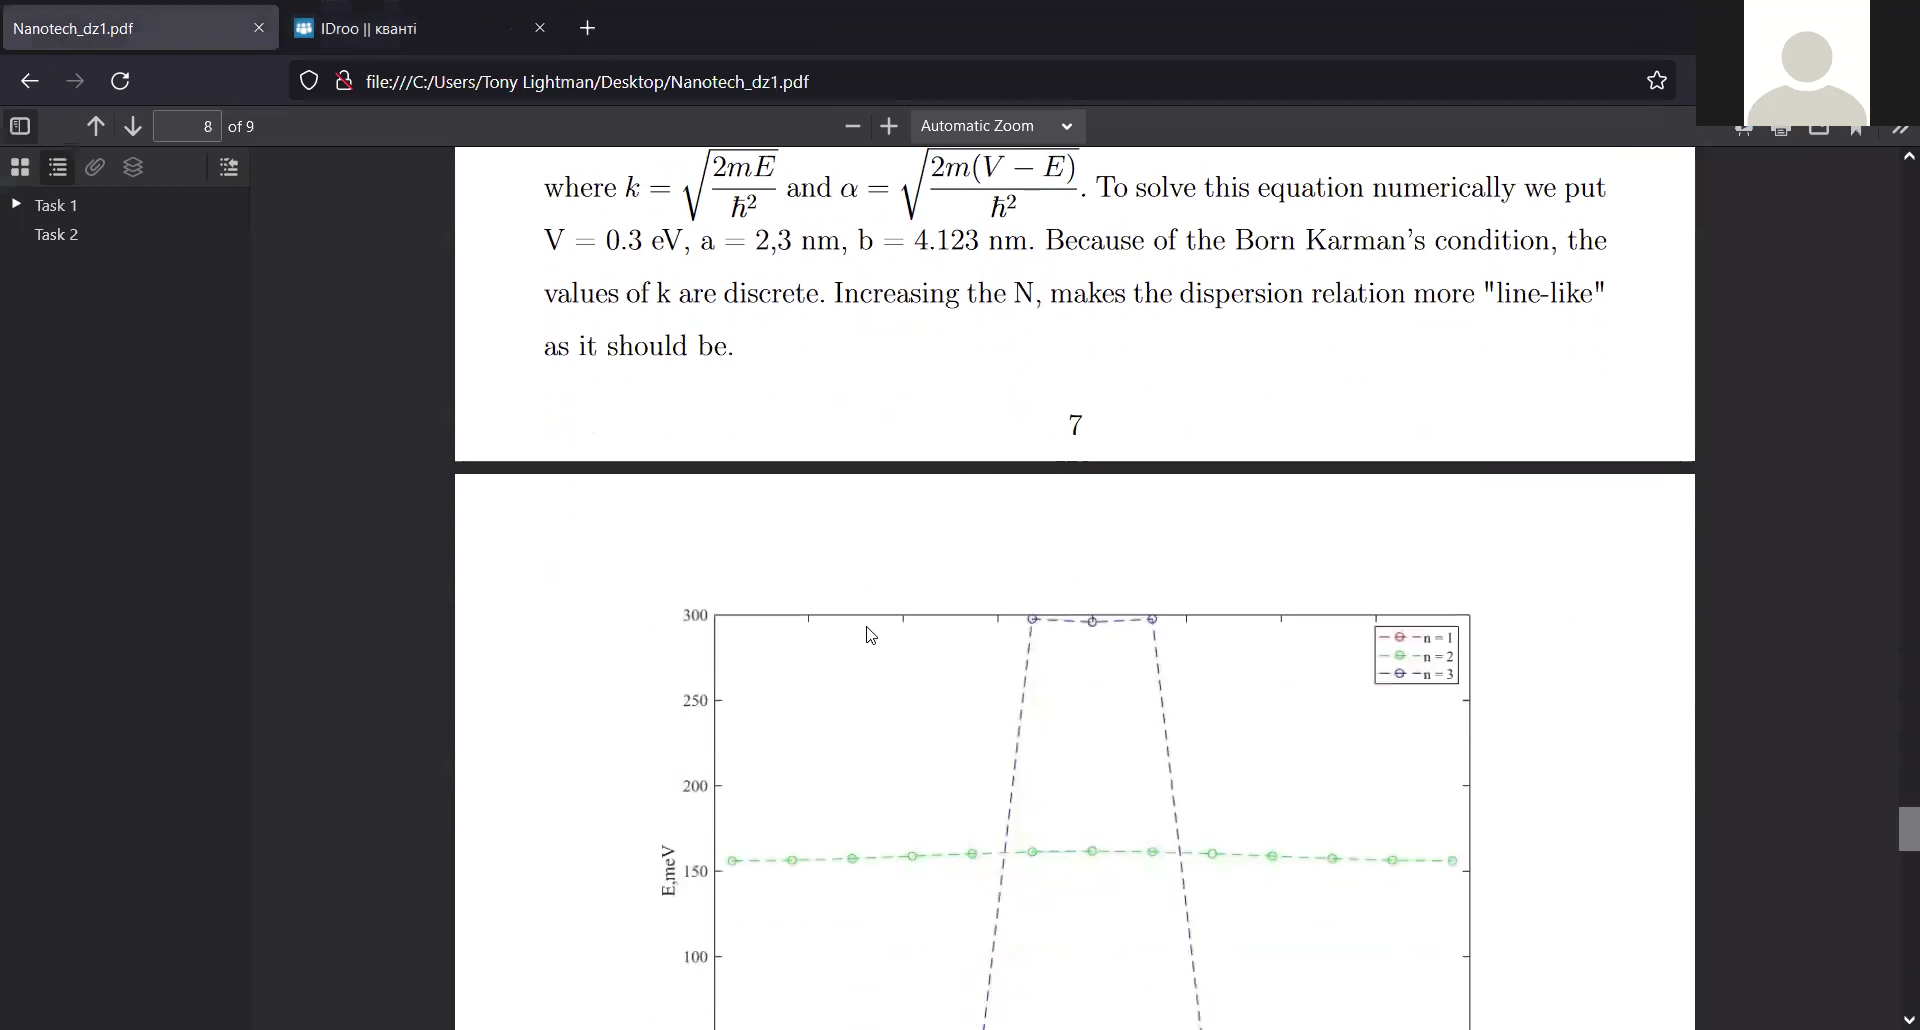 Nanotech_dz1.pdf
IDroo || кванті
file:///C:/Users/Tony Lightman/Desktop/Nanotech_dz1.pdf
8 of 9
Automatic Zoom
Task 1
Task 2
where k = √(2mE/ħ²) and α = √(2m(V − E)/ħ²). To solve this equation numerically we put
V = 0.3 eV, a = 2,3 nm, b = 4.123 nm. Because of the Born Karman's condition, the
values of k are discrete. Increasing the N, makes the dispersion relation more "line-like"
as it should be.
7
300
n = 1
n = 2
n = 3
250
200
E,meV
150
100